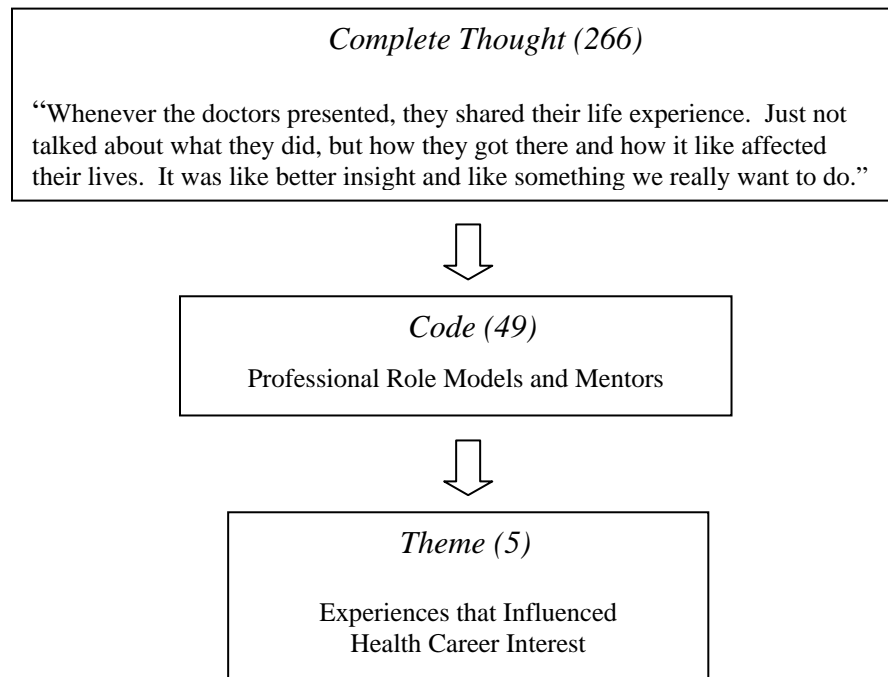 Complete Thought (266)
“Whenever the doctors presented, they shared their life experience.  Just not
talked about what they did, but how they got there and how it like affected
their lives.  It was like better insight and like something we really want to do.”
Code (49)
Professional Role Models and Mentors
Theme (5)
Experiences that Influenced
Health Career Interest